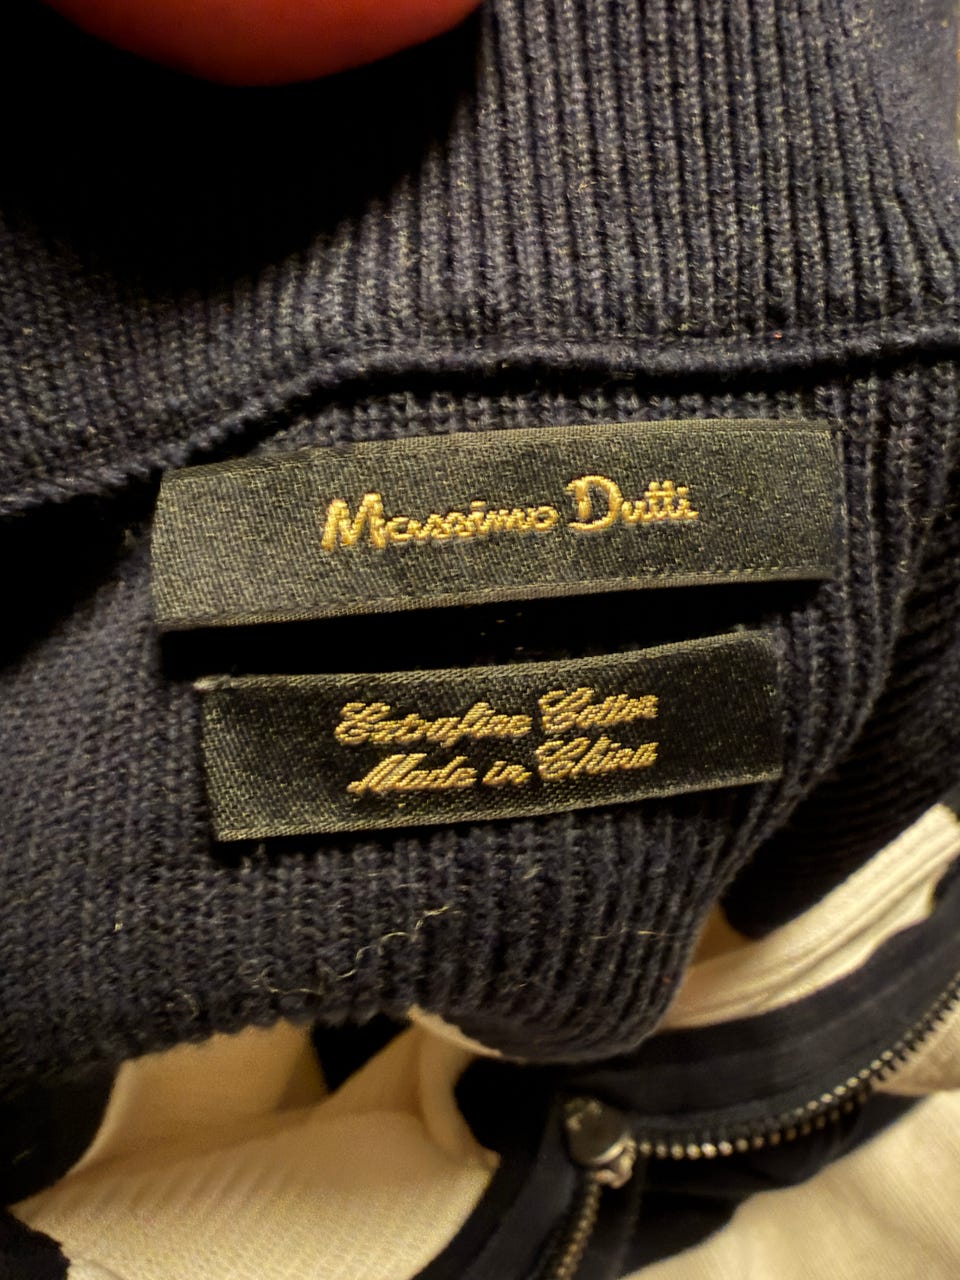 Massimo Dutti
Extrafine Cotton
Made in China